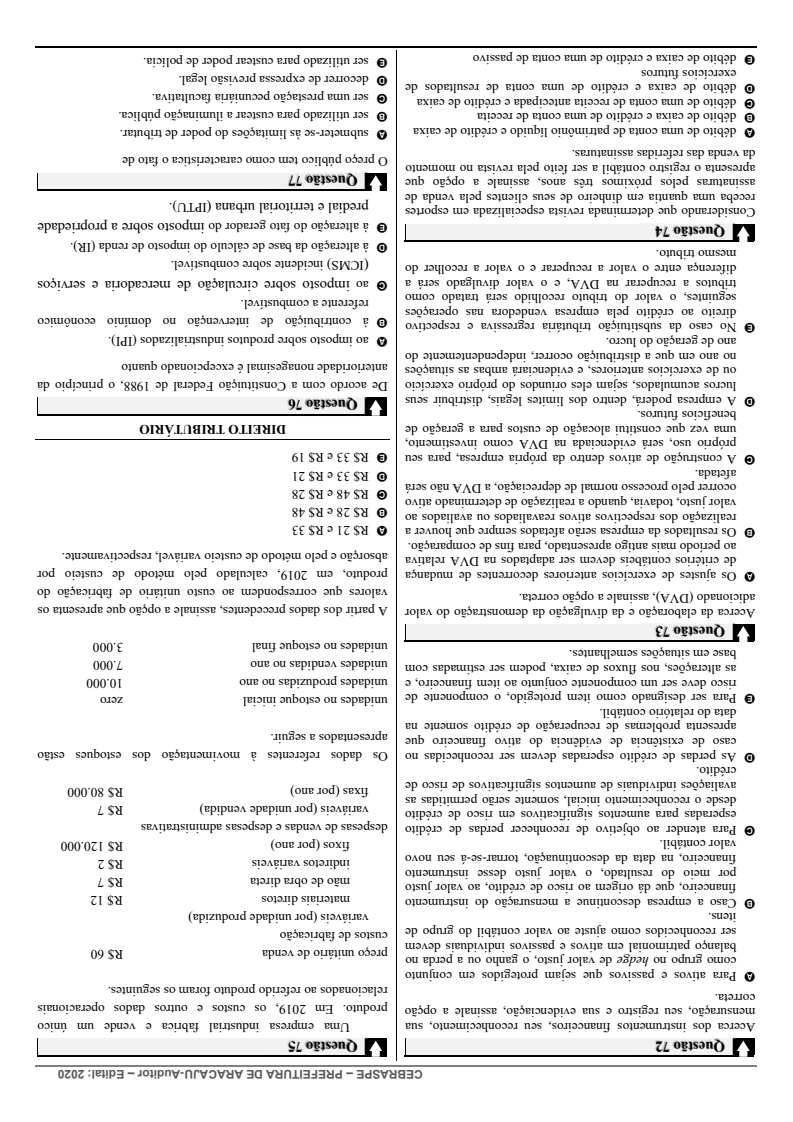 CEBRASPE – PREFEITURA DE ARACAJU-Auditor – Edital: 2020
Questão 72
Acerca dos instrumentos financeiros, seu reconhecimento, sua
mensuração, seu registro e sua evidenciação, assinale a opção
correta.
A Para ativos e passivos que sejam protegidos em conjunto
como grupo no hedge de valor justo, o ganho ou a perda no
balanço patrimonial em ativos e passivos individuais devem
ser reconhecidos como ajuste ao valor contábil do grupo de
itens.
B Caso a empresa descontinue a mensuração do instrumento
financeiro, que dá origem ao risco de crédito, ao valor justo
por meio do resultado, o valor justo desse instrumento
financeiro, na data da descontinuação, tornar-se-á seu novo
valor contábil.
C Para atender ao objetivo de reconhecer perdas de crédito
esperadas para aumentos significativos em risco de crédito
desde o reconhecimento inicial, somente serão permitidas as
avaliações individuais de aumentos significativos de risco de
crédito.
D As perdas de crédito esperadas devem ser reconhecidas no
caso de existência de evidência do ativo financeiro que
apresenta problemas de recuperação de crédito somente na
data do relatório contábil.
E Para ser designado como item protegido, o componente de
risco deve ser um componente conjunto ao item financeiro, e
as alterações, nos fluxos de caixa, podem ser estimadas com
base em situações semelhantes.
Questão 73
Acerca da elaboração e da divulgação da demonstração do valor
adicionado (DVA), assinale a opção correta.
A Os ajustes de exercícios anteriores decorrentes de mudança
de critérios contábeis devem ser adaptados na DVA relativa
ao período mais antigo apresentado, para fins de comparação.
B Os resultados da empresa serão afetados sempre que houver a
realização dos respectivos ativos reavaliados ou avaliados ao
valor justo, todavia, quando a realização de determinado ativo
ocorrer pelo processo normal de depreciação, a DVA não será
afetada.
C A construção de ativos dentro da própria empresa, para seu
próprio uso, será evidenciada na DVA como investimento,
uma vez que constitui alocação de custos para a geração de
benefícios futuros.
D A empresa poderá, dentro dos limites legais, distribuir seus
lucros acumulados, sejam eles oriundos do próprio exercício
ou de exercícios anteriores, e evidenciará ambas as situações
no ano em que a distribuição ocorrer, independentemente do
ano de geração do lucro.
E No caso da substituição tributária regressiva e respectivo
direito ao crédito pela empresa vendedora nas operações
seguintes, o valor do tributo recolhido será tratado como
tributos a recuperar na DVA, e o valor divulgado será a
diferença entre o valor a recuperar e o valor a recolher do
mesmo tributo.
Questão 74
Considerando que determinada revista especializada em esportes
receba uma quantia em dinheiro de seus clientes pela venda de
assinaturas pelos próximos três anos, assinale a opção que
apresenta o registro contábil a ser feito pela revista no momento
da venda das referidas assinaturas.
A débito de uma conta de patrimônio líquido e crédito de caixa
B débito de caixa e crédito de uma conta de receita
C débito de uma conta de receita antecipada e crédito de caixa
D débito de caixa e crédito de uma conta de resultados de
exercícios futuros
E débito de caixa e crédito de uma conta de passivo
Questão 75
Uma empresa industrial fabrica e vende um único
produto. Em 2019, os custos e outros dados operacionais
relacionados ao referido produto foram os seguintes.
preço unitário de venda R$ 60
custos de fabricação
variáveis (por unidade produzida)
materiais diretos R$ 12
mão de obra direta R$ 7
indiretos variáveis R$ 2
fixos (por ano) R$ 120.000
despesas de vendas e despesas administrativas
variáveis (por unidade vendida) R$ 7
fixas (por ano) R$ 80.000
Os dados referentes à movimentação dos estoques estão
apresentados a seguir.
unidades no estoque inicial zero
unidades produzidas no ano 10.000
unidades vendidas no ano 7.000
unidades no estoque final 3.000
A partir dos dados precedentes, assinale a opção que apresenta os
valores que correspondem ao custo unitário de fabricação do
produto, em 2019, calculado pelo método de custeio por
absorção e pelo método de custeio variável, respectivamente.
A R$ 21 e R$ 33
B R$ 28 e R$ 48
C R$ 48 e R$ 28
D R$ 33 e R$ 21
E R$ 33 e R$ 19
DIREITO TRIBUTÁRIO
Questão 76
De acordo com a Constituição Federal de 1988, o princípio da
anterioridade nonagesimal é excepcionado quanto
A ao imposto sobre produtos industrializados (IPI).
B à contribuição de intervenção no domínio econômico
referente a combustível.
C ao imposto sobre circulação de mercadoria e serviços
(ICMS) incidente sobre combustível.
D à alteração da base de cálculo do imposto de renda (IR).
E à alteração do fato gerador do imposto sobre a propriedade
predial e territorial urbana (IPTU).
Questão 77
O preço público tem como característica o fato de
A submeter-se às limitações do poder de tributar.
B ser utilizado para custear a iluminação pública.
C ser uma prestação pecuniária facultativa.
D decorrer de expressa previsão legal.
E ser utilizado para custear poder de polícia.